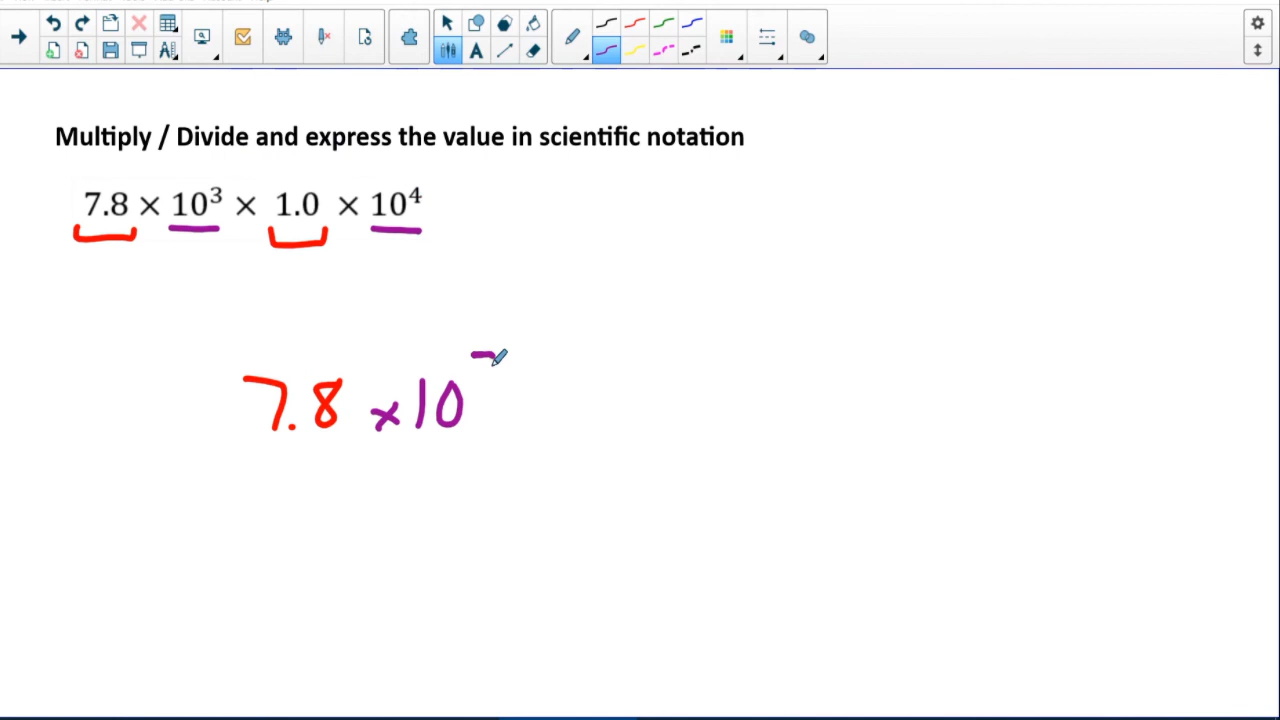 Multiply / Divide and express the value in scientific notation
7.8 × 10³ × 1.0 × 10⁴
7.8 × 10